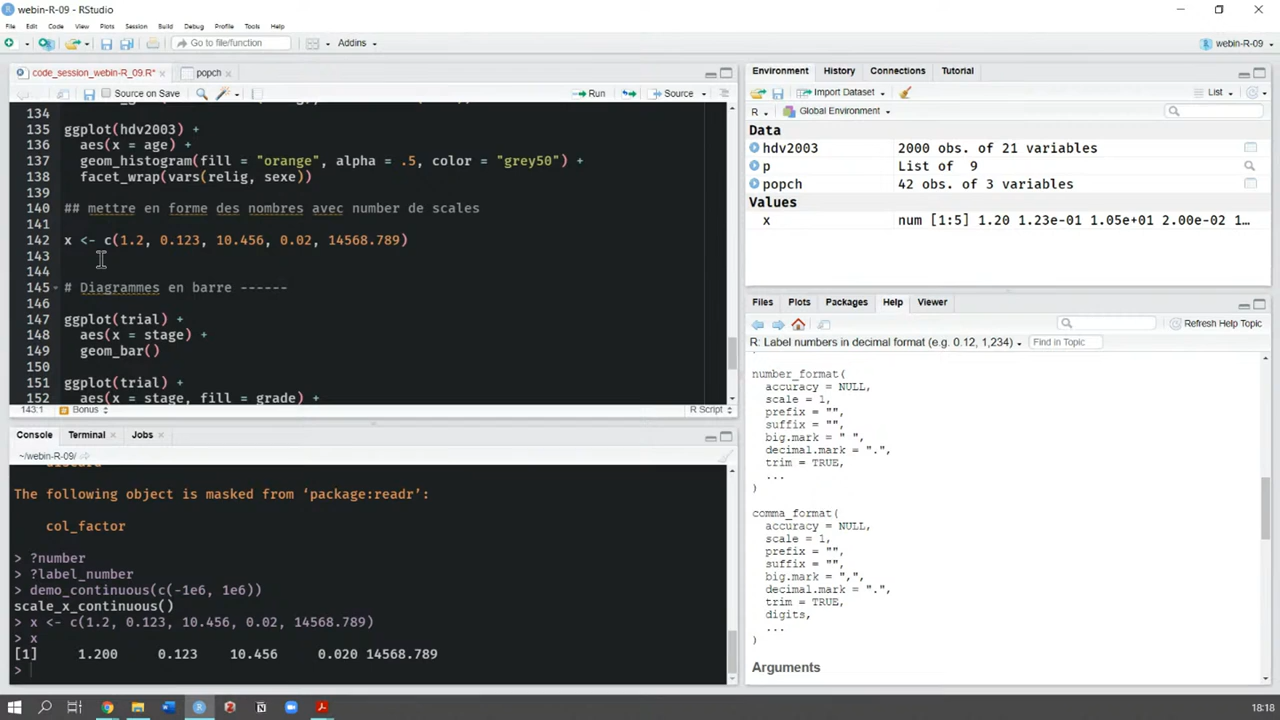 webin-R-09 - RStudio
File Edit Code View Plots Session Build Debug Profile Tools Help
Go to file/function Addins webin-R-09
code_session_webin-R_09.R* popch
Source on Save Run Source
134
135 ggplot(hdv2003) +
136 aes(x = age) +
137 geom_histogram(fill = "orange", alpha = .5, color = "grey50") +
138 facet_wrap(vars(relig, sexe))
139
140 ## mettre en forme des nombres avec number de scales
141
142 x <- c(1.2, 0.123, 10.456, 0.02, 14568.789)
143
144
145 # Diagrammes en barre ------
146
147 ggplot(trial) +
148 aes(x = stage) +
149 geom_bar()
150
151 ggplot(trial) +
152 aes(x = stage, fill = grade) +
143:1 Bonus R Script
Console Terminal Jobs
~/webin-R-09/
discard
The following object is masked from ‘package:readr’:
col_factor
> ?number
> ?label_number
> demo_continuous(c(-1e6, 1e6))
scale_x_continuous()
> x <- c(1.2, 0.123, 10.456, 0.02, 14568.789)
> x
[1] 1.200 0.123 10.456 0.020 14568.789
>
Environment History Connections Tutorial
Import Dataset List
R Global Environment
Data
hdv2003 2000 obs. of 21 variables
p List of 9
popch 42 obs. of 3 variables
Values
x num [1:5] 1.20 1.23e-01 1.05e+01 2.00e-02 1...
Files Plots Packages Help Viewer
Refresh Help Topic
R: Label numbers in decimal format (e.g. 0.12, 1,234) Find in Topic
number_format(
accuracy = NULL,
scale = 1,
prefix = "",
suffix = "",
big.mark = " ",
decimal.mark = ".",
trim = TRUE,
...
)
comma_format(
accuracy = NULL,
scale = 1,
prefix = "",
suffix = "",
big.mark = ",",
decimal.mark = ".",
trim = TRUE,
digits,
...
)
Arguments
18:18